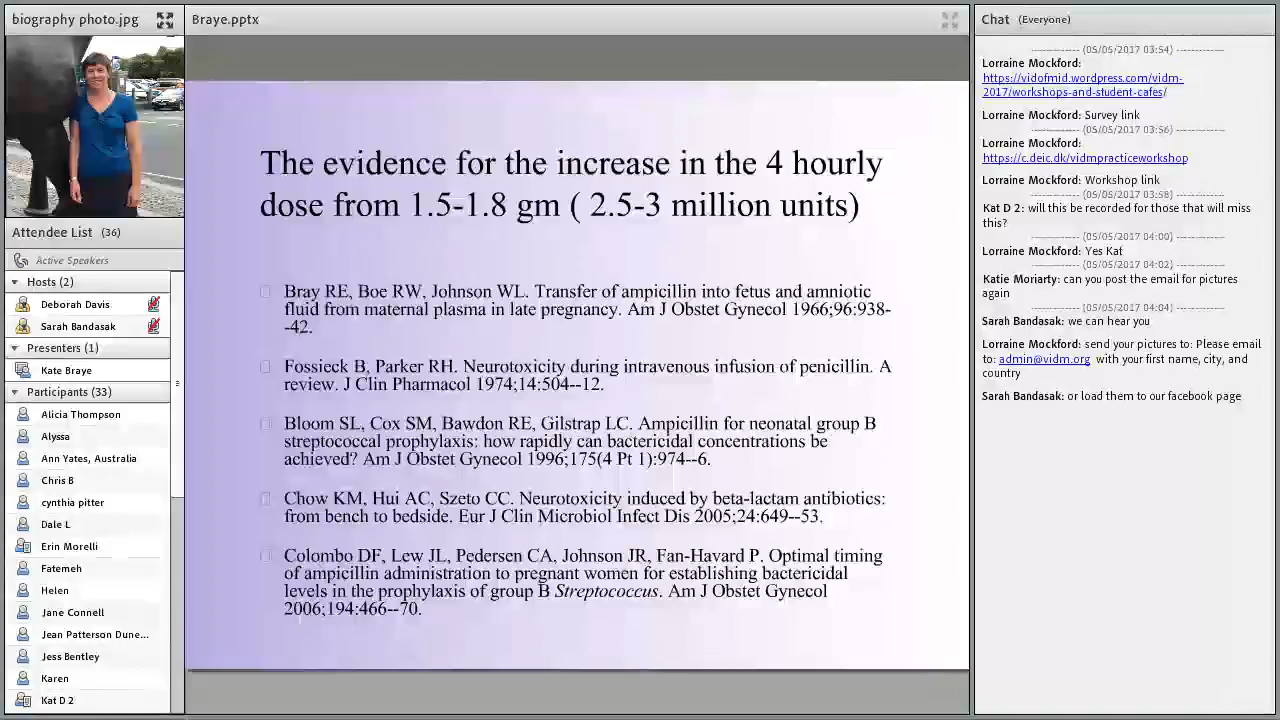 biography photo.jpg
Attendee List (36)
Active Speakers
Hosts (2)
Deborah Davis
Sarah Bandasak
Presenters (1)
Kate Braye
Participants (33)
Alicia Thompson
Alyssa
Ann Yates, Australia
Chris B
cynthia pitter
Dale L
Erin Morelli
Fatemeh
Helen
Jane Connell
Jean Patterson Dune...
Jess Bentley
Karen
Kat D 2
Braye.pptx
The evidence for the increase in the 4 hourly
dose from 1.5-1.8 gm ( 2.5-3 million units)
Bray RE, Boe RW, Johnson WL. Transfer of ampicillin into fetus and amniotic
fluid from maternal plasma in late pregnancy. Am J Obstet Gynecol 1966;96:938-
-42.
Fossieck B, Parker RH. Neurotoxicity during intravenous infusion of penicillin. A
review. J Clin Pharmacol 1974;14:504--12.
Bloom SL, Cox SM, Bawdon RE, Gilstrap LC. Ampicillin for neonatal group B
streptococcal prophylaxis: how rapidly can bactericidal concentrations be
achieved? Am J Obstet Gynecol 1996;175(4 Pt 1):974--6.
Chow KM, Hui AC, Szeto CC. Neurotoxicity induced by beta-lactam antibiotics:
from bench to bedside. Eur J Clin Microbiol Infect Dis 2005;24:649--53.
Colombo DF, Lew JL, Pedersen CA, Johnson JR, Fan-Havard P. Optimal timing
of ampicillin administration to pregnant women for establishing bactericidal
levels in the prophylaxis of group B Streptococcus. Am J Obstet Gynecol
2006;194:466--70.
Chat (Everyone)
------------- (05/05/2017 03:54) -------------
Lorraine Mockford:
https://vidofmid.wordpress.com/vidm-
2017/workshops-and-student-cafes/
Lorraine Mockford: Survey link
------------- (05/05/2017 03:56) -------------
Lorraine Mockford:
https://c.deic.dk/vidmpracticeworkshop
Lorraine Mockford: Workshop link
------------- (05/05/2017 03:58) -------------
Kat D 2: will this be recorded for those that will miss
this?
------------- (05/05/2017 04:00) -------------
Lorraine Mockford: Yes Kat
------------- (05/05/2017 04:02) -------------
Katie Moriarty: can you post the email for pictures
again
------------- (05/05/2017 04:04) -------------
Sarah Bandasak: we can hear you
Lorraine Mockford: send your pictures to: Please email
to: admin@vidm.org with your first name, city, and
country
Sarah Bandasak: or load them to our facebook page